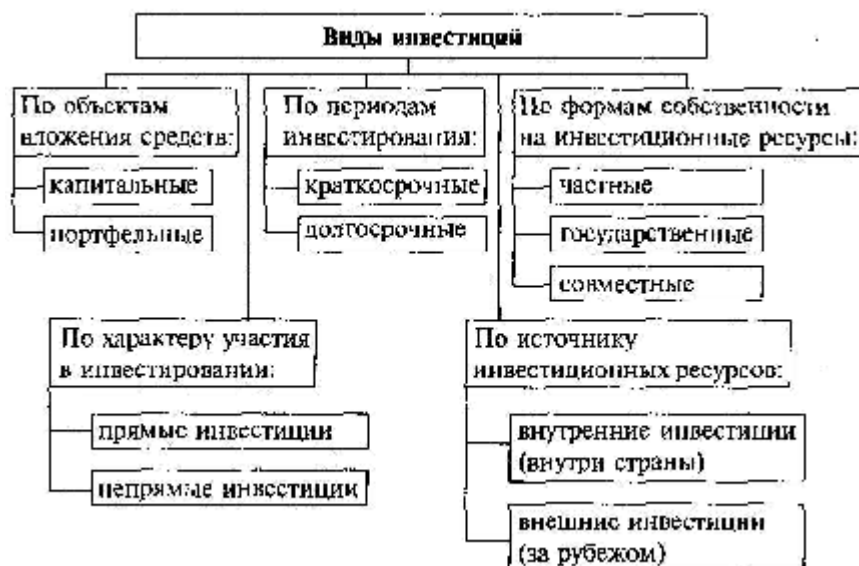 Виды инвестиций
По объектам
вложения средств:
капитальные
портфельные
По периодам
инвестирования:
краткосрочные
долгосрочные
По формам собственности
на инвестиционные ресурсы:
частные
государственные
совместные
По характеру участия
в инвестировании:
прямые инвестиции
непрямые инвестиции
По источнику
инвестиционных ресурсов:
внутренние инвестиции
(внутри страны)
внешние инвестиции
(за рубежом)